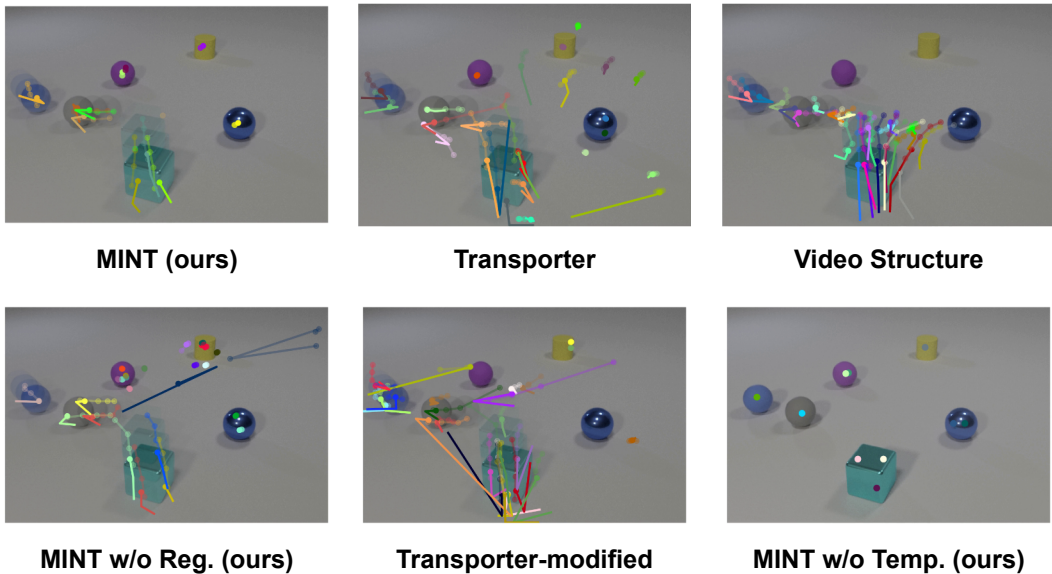 MINT (ours)
Transporter
Video Structure
MINT w/o Reg. (ours)
Transporter-modified
MINT w/o Temp. (ours)